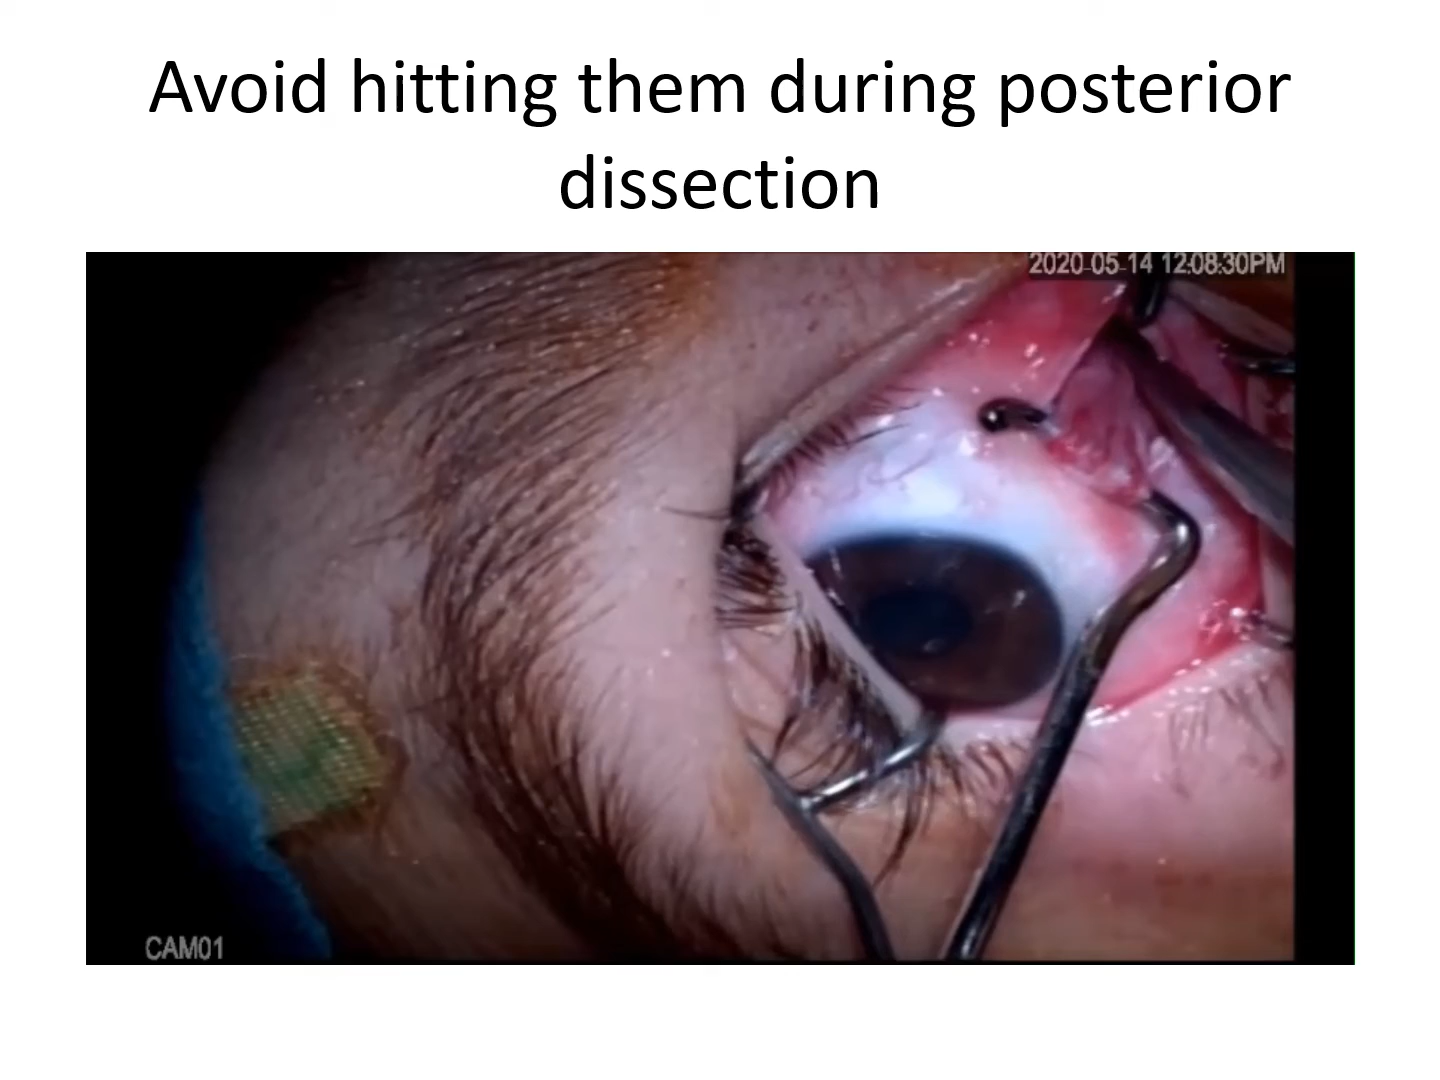 Avoid hitting them during posterior
dissection
2020-05-14 12:08:30PM
CAM01